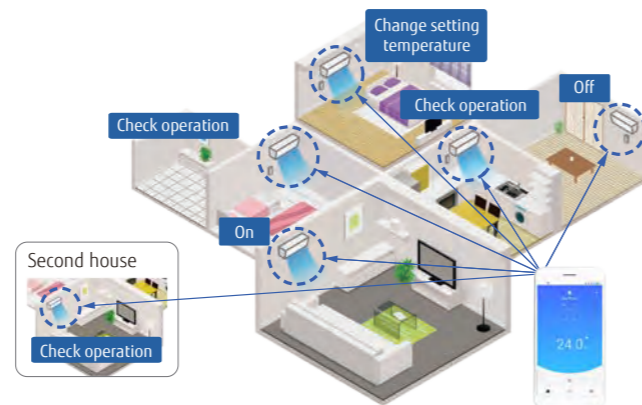 Change setting
temperature
Check operation
Off
Check operation
On
Second house
Check operation
24.0